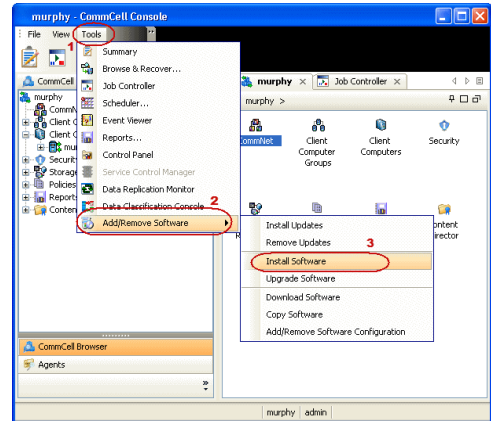 murphy - CommCell Console
File View Tools
1
Summary
Browse & Recover...
Job Controller
Scheduler...
Event Viewer
Reports...
Control Panel
Service Control Manager
Data Replication Monitor
Data Classification Console
2
Add/Remove Software
Install Updates
Remove Updates
3
Install Software
Upgrade Software
Download Software
Copy Software
Add/Remove Software Configuration
CommCell
murphy
CommN
Client C
Client C
mur
Securit
Storage
Policies
Report
Conten
murphy
Job Controller
murphy >
CommNet
Client Computer Groups
Client Computers
Security
CommCell Browser
Agents
murphy admin